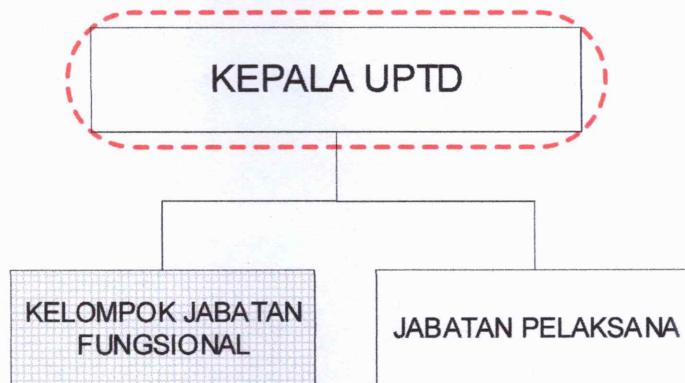 KEPALA UPTD
KELOMPOK JABATAN
FUNGSIONAL
JABATAN PELAKSANA